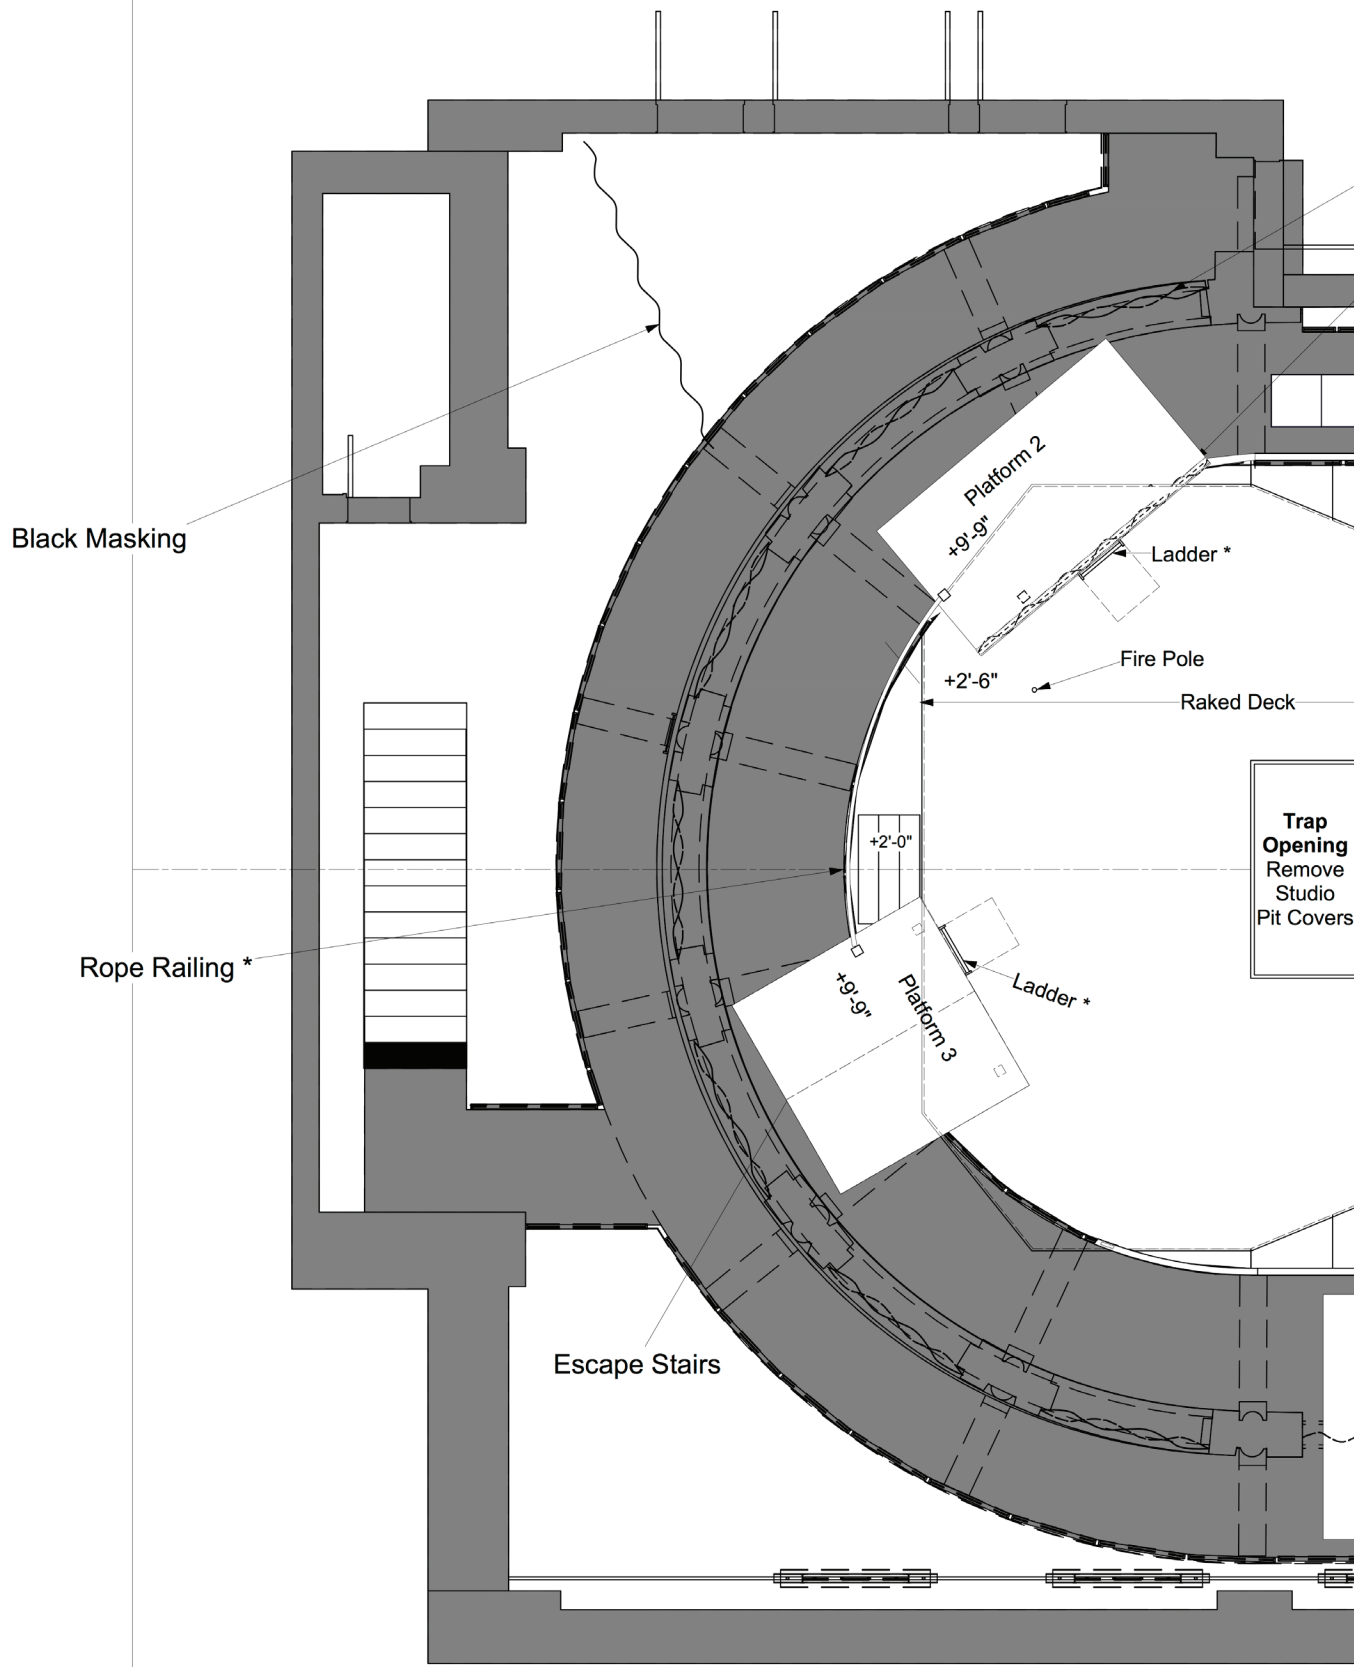 Platform 2
+9'-9"
Black Masking
Ladder *
Fire Pole
+2'-6"
Raked Deck
+2'-0"
Trap
Opening
Remove
Studio
Pit Covers
Rope Railing *
+9'-9"
Platform 3
Ladder *
Escape Stairs